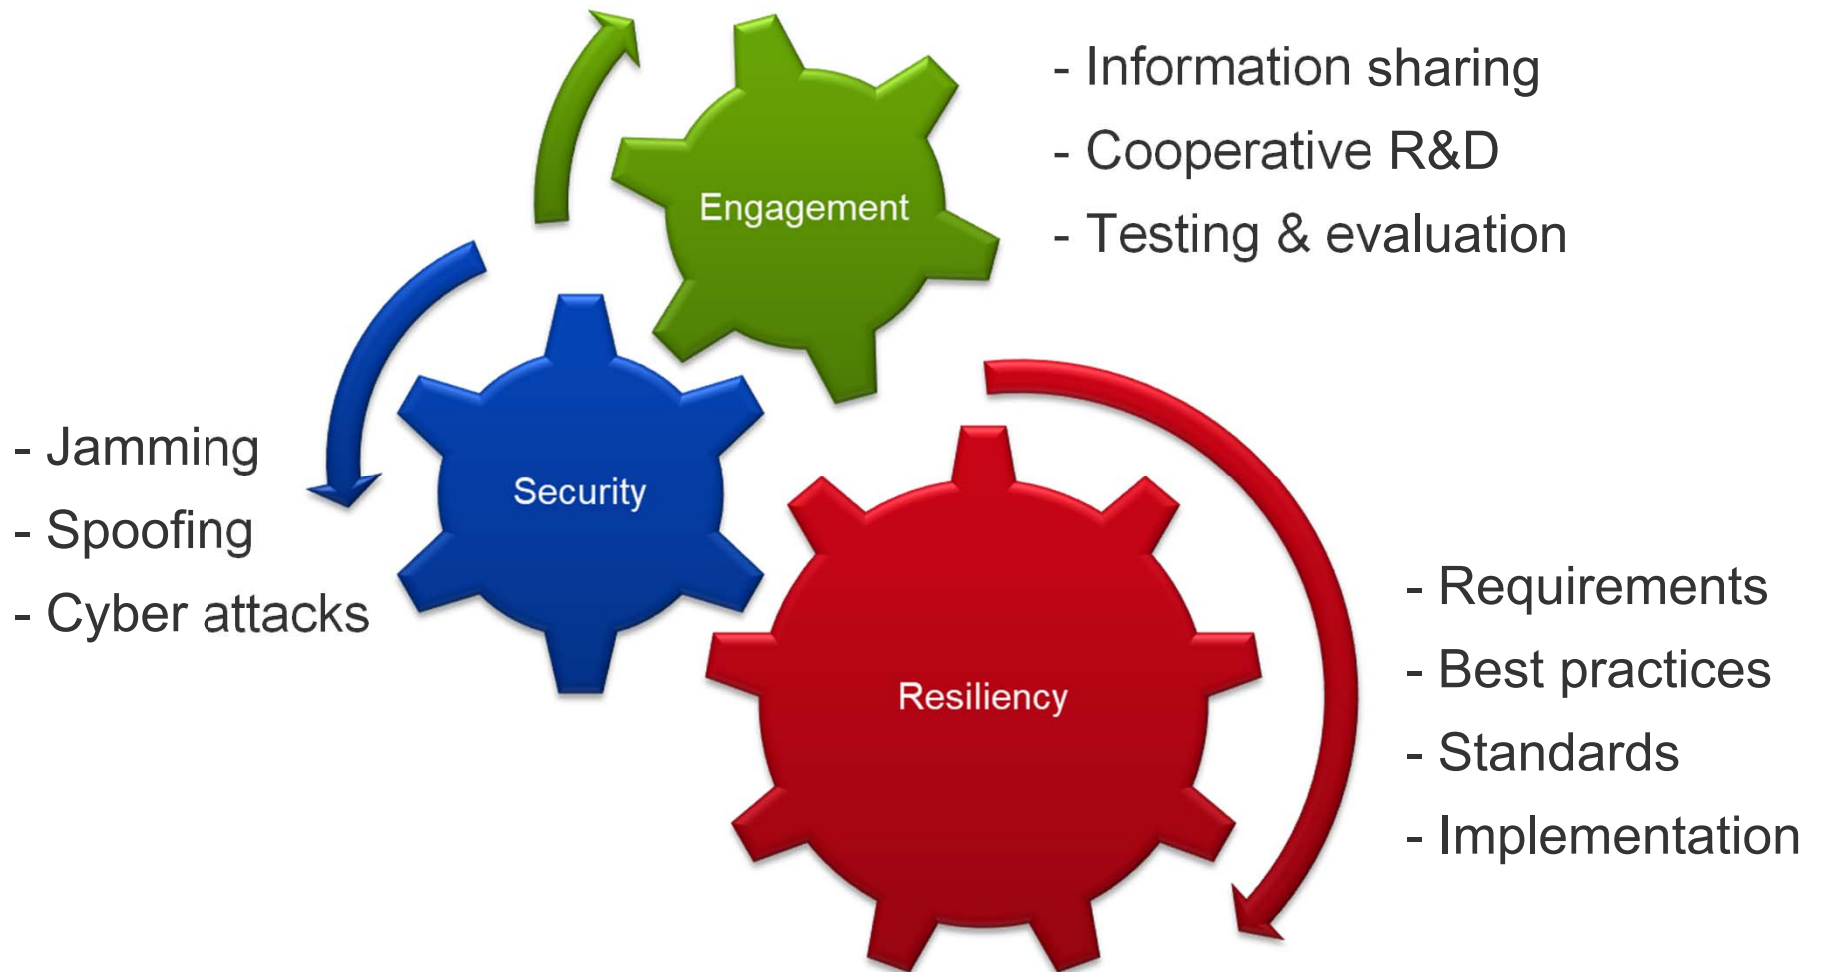 - Information sharing
- Cooperative R&D
- Testing & evaluation
Engagement
- Jamming
- Spoofing
- Cyber attacks
Security
Resiliency
- Requirements
- Best practices
- Standards
- Implementation